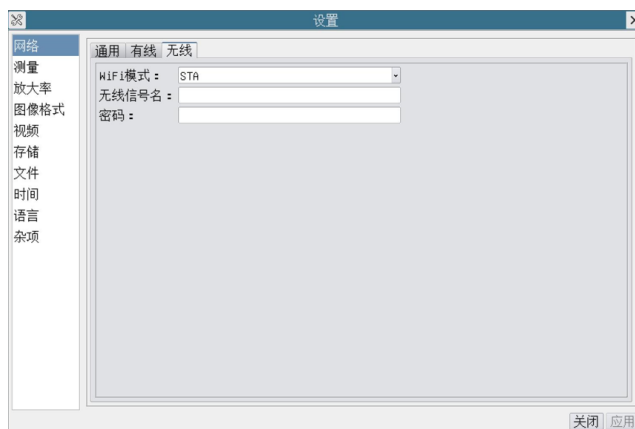 设置
网络
测量
放大率
图像格式
视频
存储
文件
时间
语言
杂项
通用 有线 无线
WiFi模式： STA
无线信号名：
密码：
关闭 应用